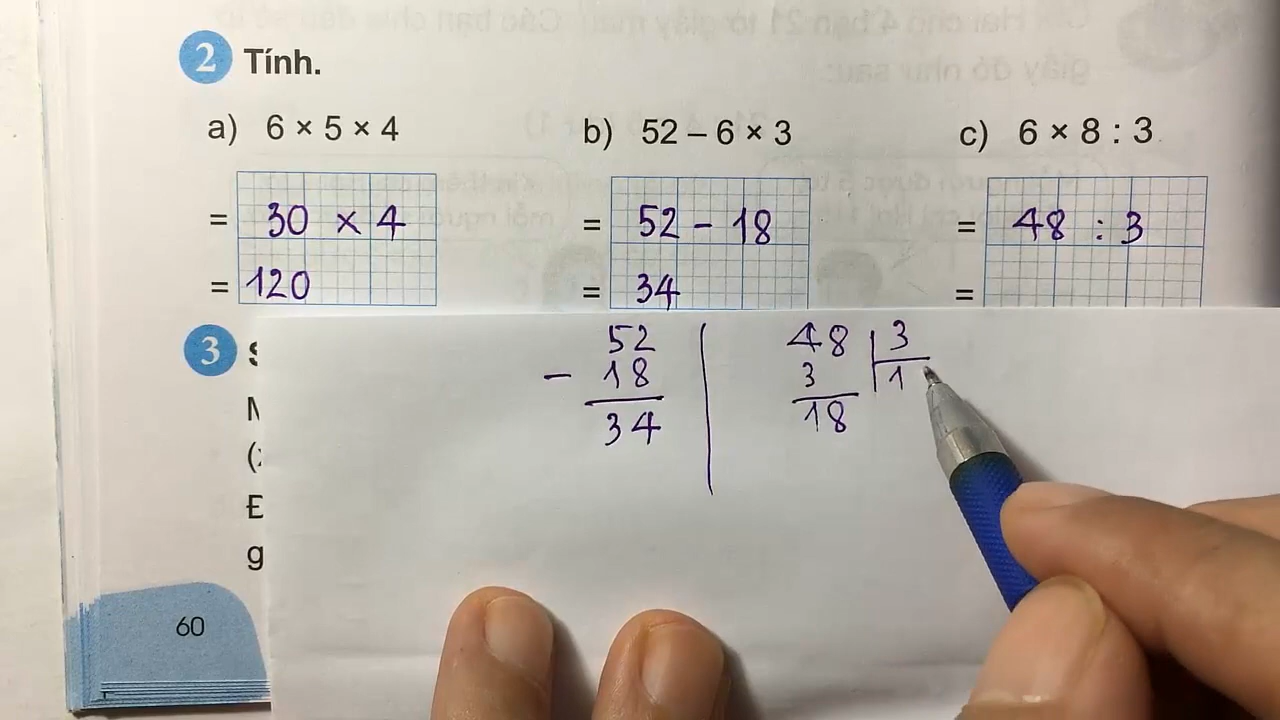 2 Tính.
a) 6 × 5 × 4
= 30 × 4
= 120
b) 52 – 6 × 3
= 52 – 18
= 34
c) 6 × 8 : 3
= 48 : 3
=
3
52
– 18
34
48 3
3 1
18
60